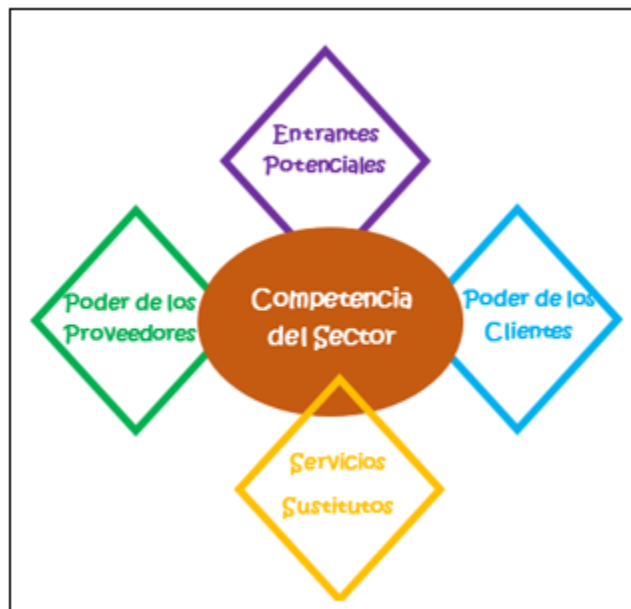 Entrantes
Potenciales
Poder de los
Proveedores
Competencia
del Sector
Poder de los
Clientes
Servicios
Sustitutos